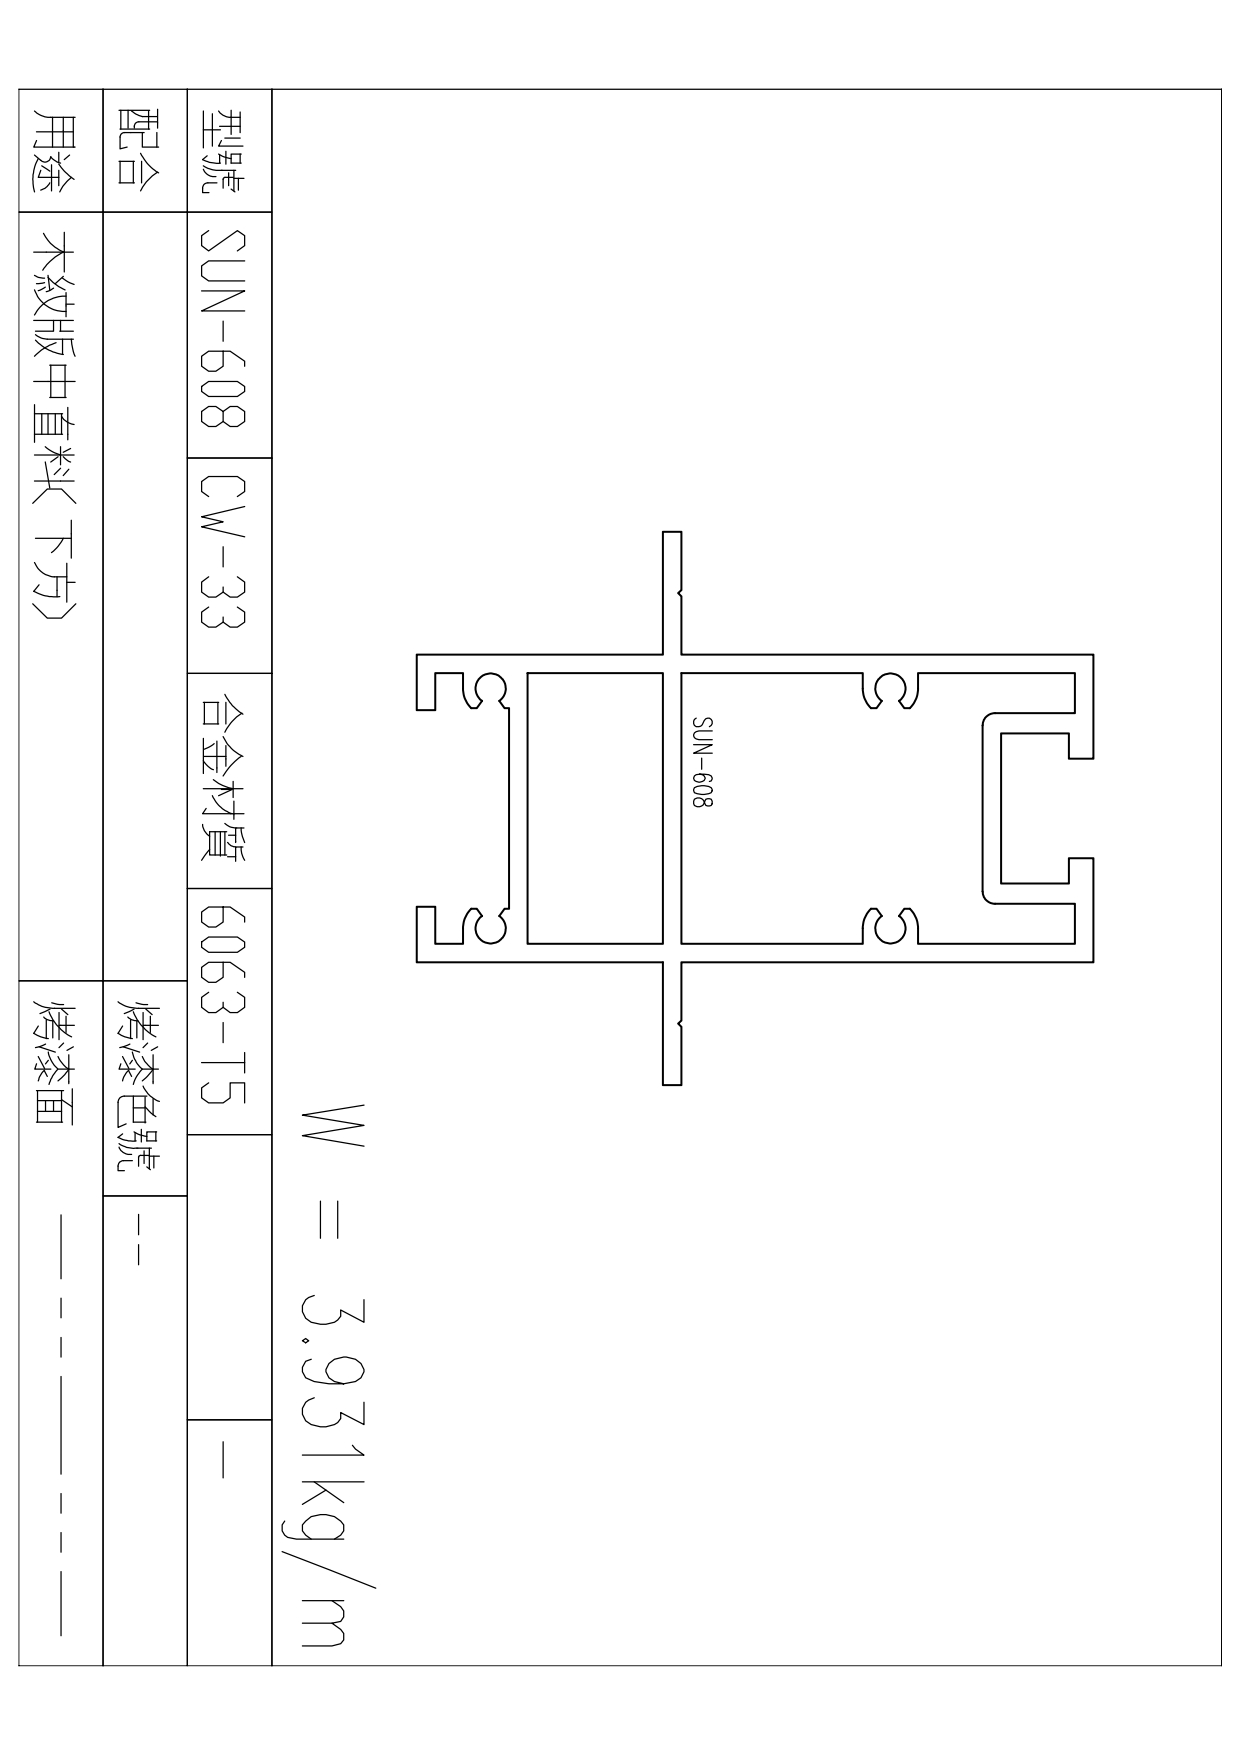 SUN-608
W = 3.931kg/m
型號 SUN-608 CW-33 合金材質 6063-T5 —
配合 烤漆色號 --
用途 木紋版中直料(下方) 烤漆面